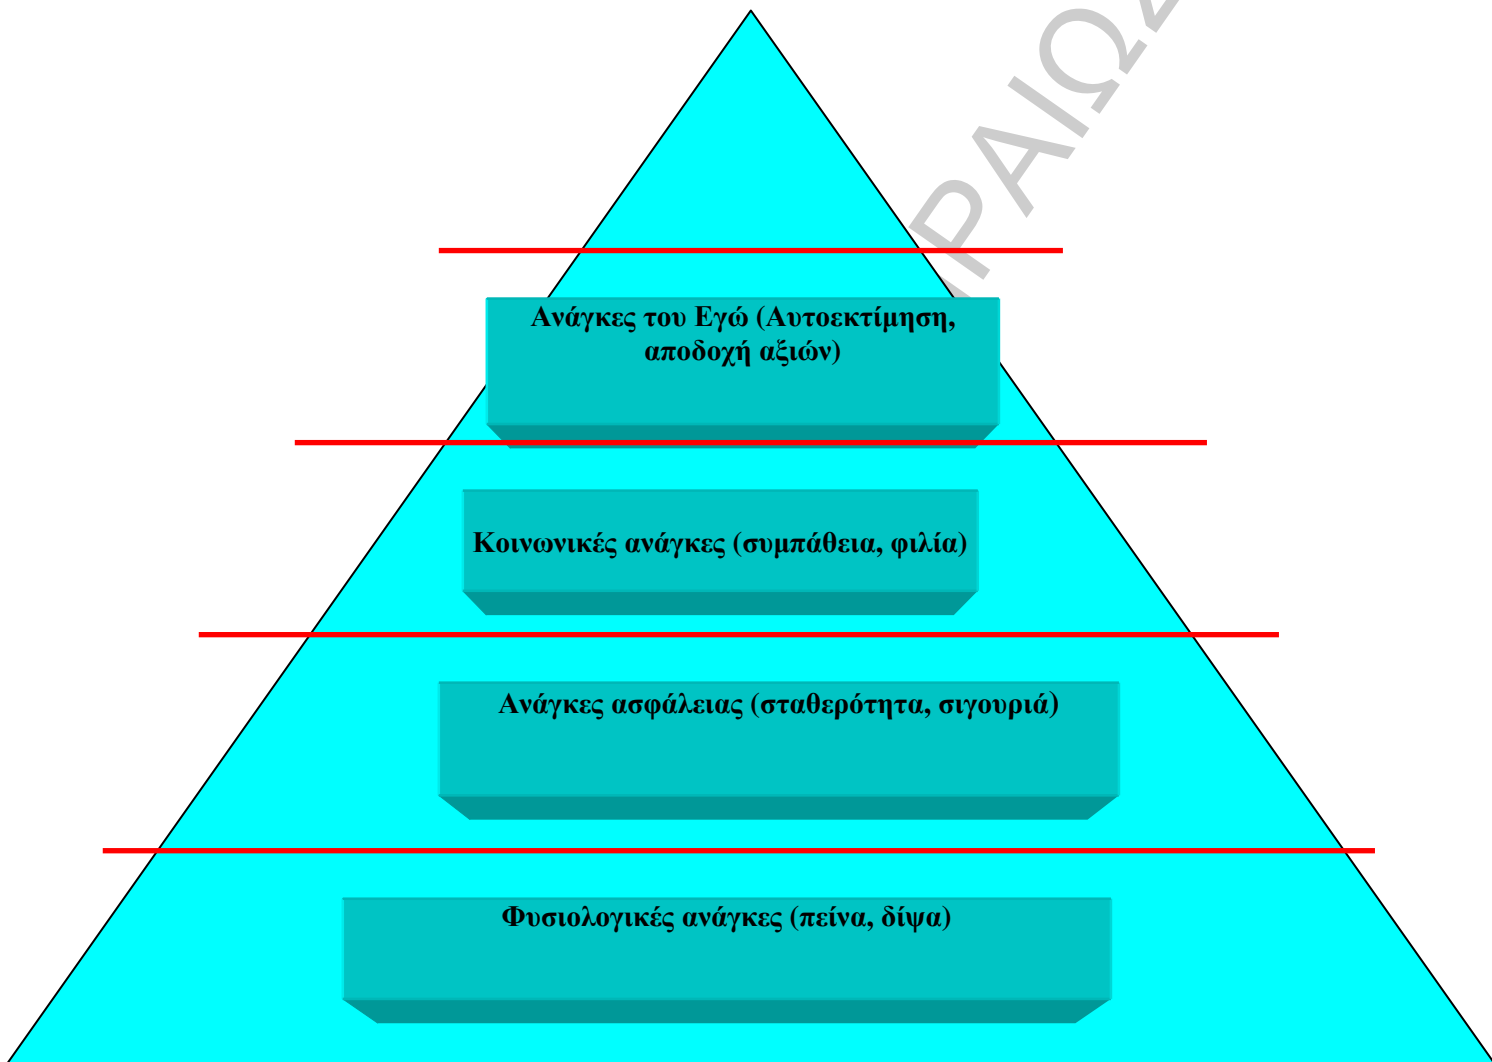 Ανάγκες του Εγώ (Αυτοεκτίμηση,
αποδοχή αξιών)
Κοινωνικές ανάγκες (συμπάθεια, φιλία)
Ανάγκες ασφάλειας (σταθερότητα, σιγουριά)
Φυσιολογικές ανάγκες (πείνα, δίψα)